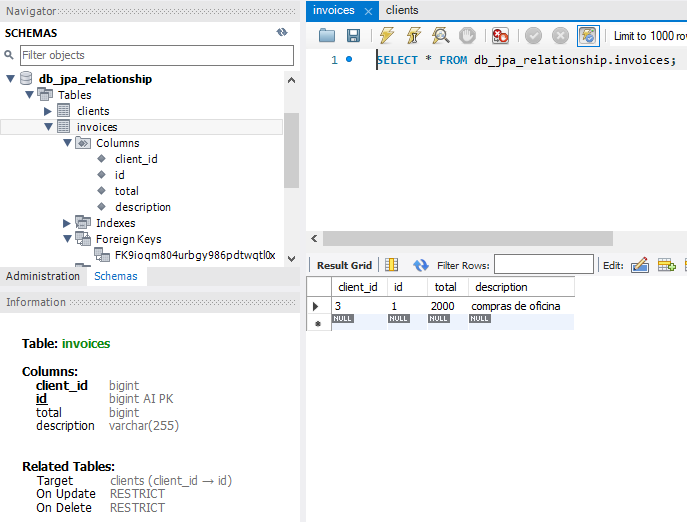 Navigator
SCHEMAS
Filter objects
db_jpa_relationship
Tables
clients
invoices
Columns
client_id
id
total
description
Indexes
Foreign Keys
FK9ioqm804urbgy986pdtwqtl0x
Administration Schemas
Information
Table: invoices
Columns:
client_id bigint
id bigint AI PK
total bigint
description varchar(255)
Related Tables:
Target clients (client_id → id)
On Update RESTRICT
On Delete RESTRICT
invoices clients
Limit to 1000 row
1 SELECT * FROM db_jpa_relationship.invoices;
Result Grid Filter Rows: Edit:
client_id id total description
3 1 2000 compras de oficina
NULL NULL NULL NULL